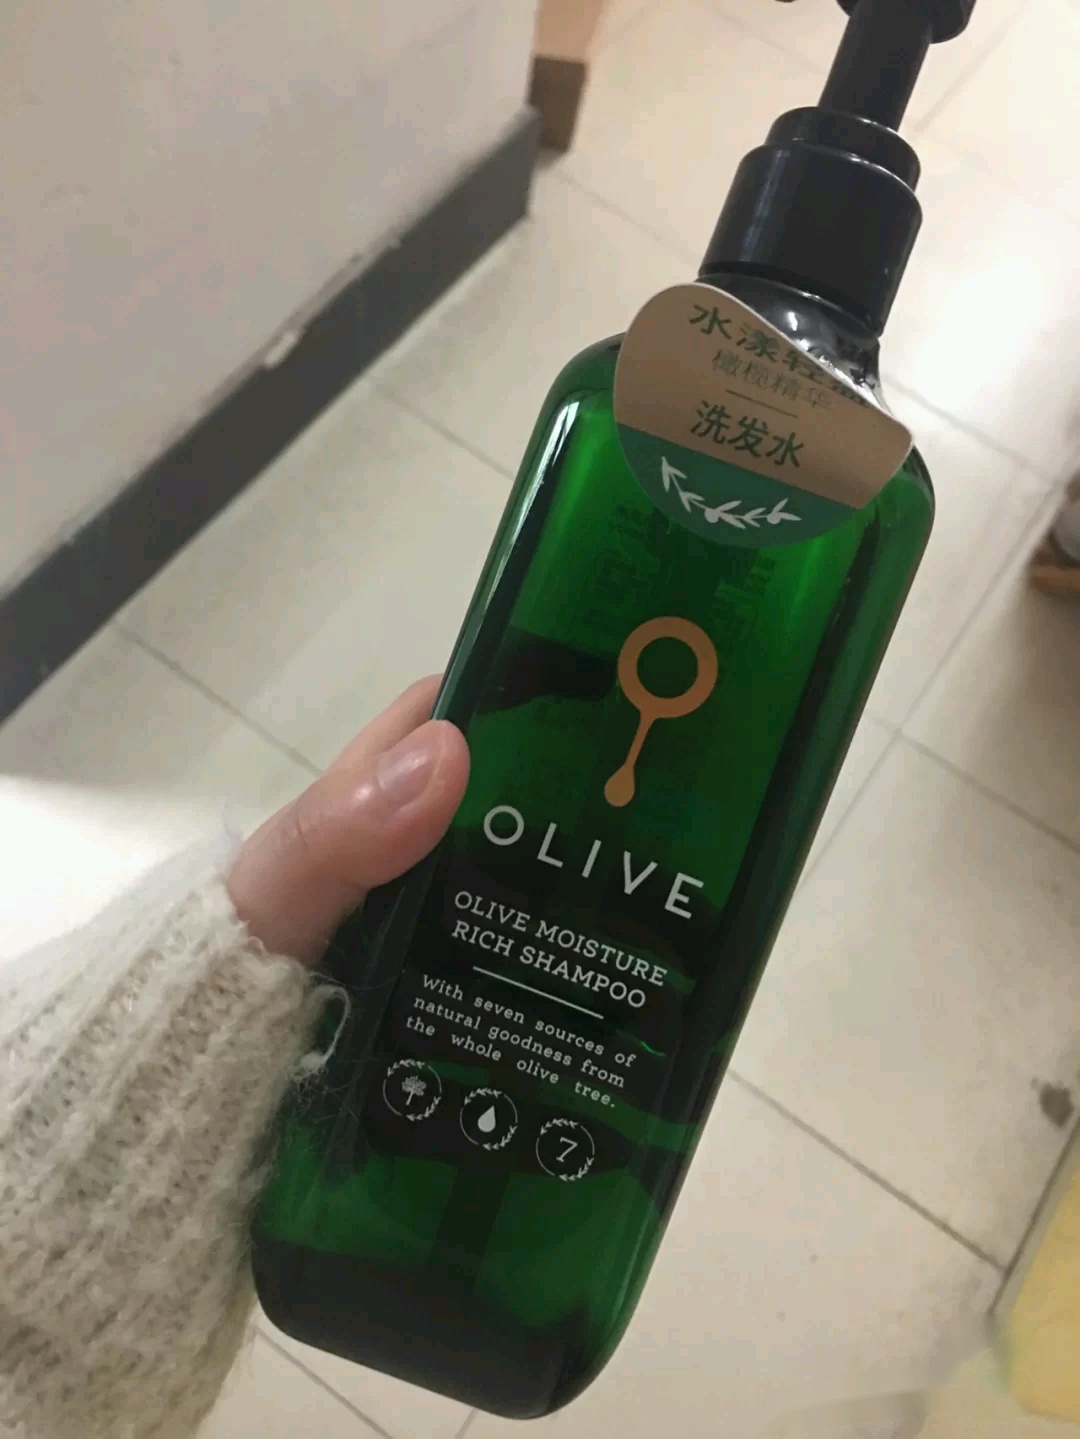 水漾轻盈
橄榄精华
洗发水
OLIVE
OLIVE MOISTURE
RICH SHAMPOO
With seven sources of
natural goodness from
the whole olive tree.
7